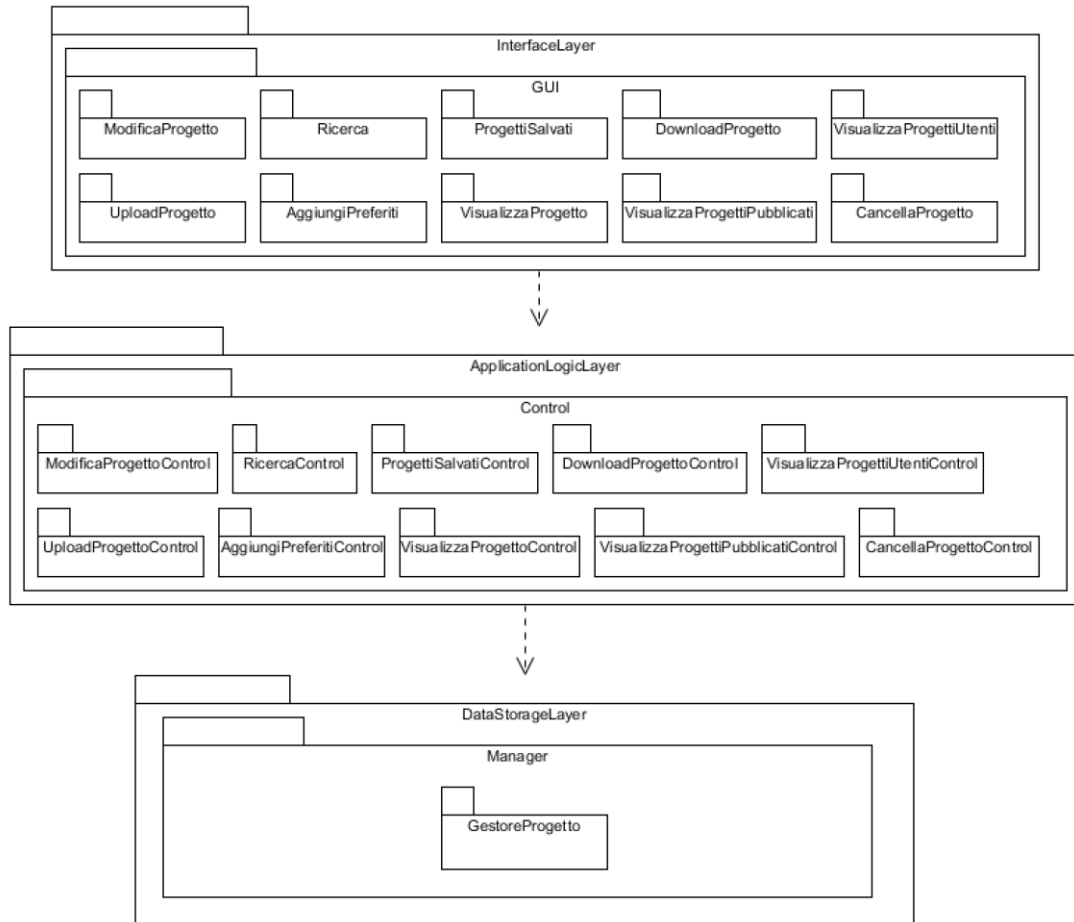 InterfaceLayer
GUI
ModificaProgetto
Ricerca
ProgettiSalvati
DownloadProgetto
VisualizzaProgettiUtenti
UploadProgetto
AggiungiPreferiti
VisualizzaProgetto
VisualizzaProgettiPubblicati
CancellaProgetto
ApplicationLogicLayer
Control
ModificaProgettoControl
RicercaControl
ProgettiSalvatiControl
DownloadProgettoControl
VisualizzaProgettiUtentiControl
UploadProgettoControl
AggiungiPreferitiControl
VisualizzaProgettoControl
VisualizzaProgettiPubblicatiControl
CancellaProgettoControl
DataStorageLayer
Manager
GestoreProgetto